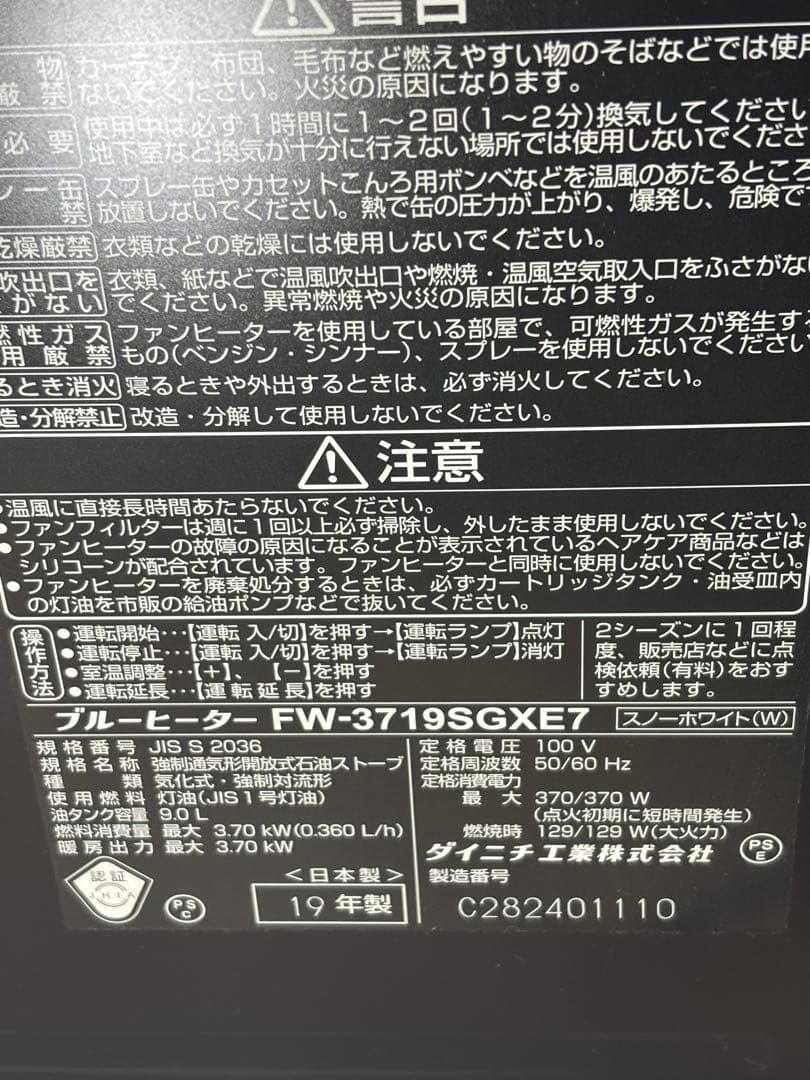 警告
物 カーテン、布団、毛布など燃えやすい物のそばなどでは使用
厳禁 ないでください。火災の原因になります。
必要 使用中は必ず1時間に1～2回(1～2分)換気してください
地下室など換気が十分に行えない場所では使用しないでくださ
レー缶 スプレー缶やカセットこんろ用ボンベなどを温風のあたるところ
禁 放置しないでください。熱で缶の圧力が上がり、爆発し、危険で
乾燥厳禁 衣類などの乾燥には使用しないでください。
吹出口を 衣類、紙などで温風吹出口や燃焼・温風空気取入口をふさがない
がない でください。異常燃焼や火災の原因になります。
燃性ガス ファンヒーターを使用している部屋で、可燃性ガスが発生する
用厳禁 もの(ベンジン・シンナー)、スプレーを使用しないでください
るとき消火 寝るときや外出するときは、必ず消火してください。
造・分解禁止 改造・分解して使用しないでください。
注意
・温風に直接長時間あたらないでください。
●ファンフィルターは週に1回以上必ず掃除し、外したまま使用しないでください。
●ファンヒーターの故障の原因になることが表示されているヘアケア商品などは
シリコーンが配合されています。ファンヒーターと同時に使用しないでください。
●ファンヒーターを廃棄処分するときは、必ずカートリッジタンク・油受皿内
の灯油を市販の給油ポンプなどで抜いてください。
操作方法
●運転開始…【運転 入/切】を押す→【運転ランプ】点灯
●運転停止…【運転 入/切】を押す→【運転ランプ】消灯
●室温調整…【+】、【−】を押す
●運転延長…【運転延長】を押す
2シーズンに1回程
度、販売店などに点
検依頼(有料)をおす
すめします。
ブルーヒーター FW-3719SGXE7 スノーホワイト(W)
規格番号 JIS S 2036
規格名称 強制通気形開放式石油ストーブ
種類 気化式・強制対流形
使用燃料 灯油(JIS1号灯油)
油タンク容量 9.0 L
燃料消費量 最大 3.70 kW(0.360 L/h)
暖房出力 最大 3.70 kW
認証
JHIA
PSC
<日本製>
19年製
定格電圧 100 V
定格周波数 50/60 Hz
定格消費電力
最大 370/370 W
(点火初期に短時間発生)
燃焼時 129/129 W(大火力)
ダイニチ工業株式会社 PSE
製造番号
C282401110